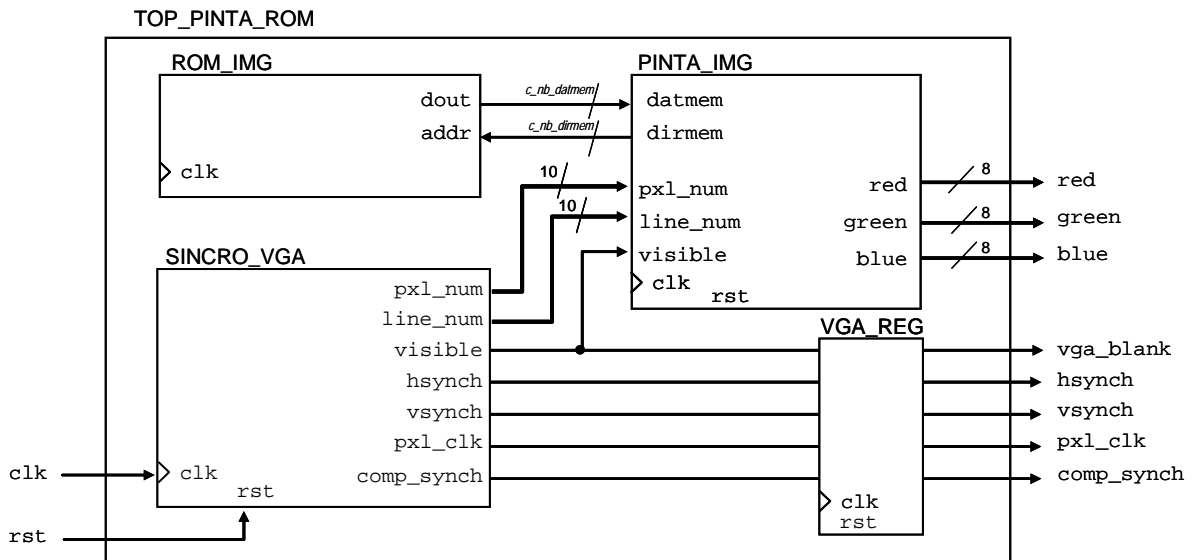 TOP_PINTA_ROM
ROM_IMG
dout
addr
clk
c_nb_datmem
c_nb_dirmem
PINTA_IMG
datmem
dirmem
pxl_num
line_num
visible
clk
rst
red
green
blue
10
10
8
8
8
red
green
blue
SINCRO_VGA
pxl_num
line_num
visible
hsynch
vsynch
pxl_clk
comp_synch
clk
rst
VGA_REG
clk
rst
vga_blank
hsynch
vsynch
pxl_clk
comp_synch
clk
rst